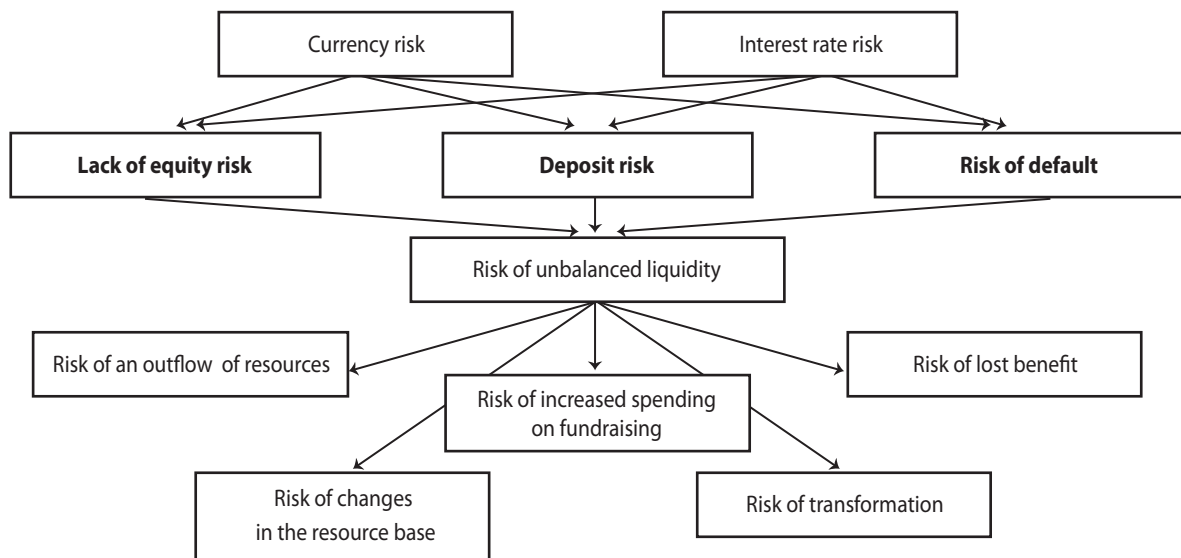 Currency risk
Interest rate risk
Lack of equity risk
Deposit risk
Risk of default
Risk of unbalanced liquidity
Risk of an outflow of resources
Risk of lost benefit
Risk of increased spending
on fundraising
Risk of changes
in the resource base
Risk of transformation